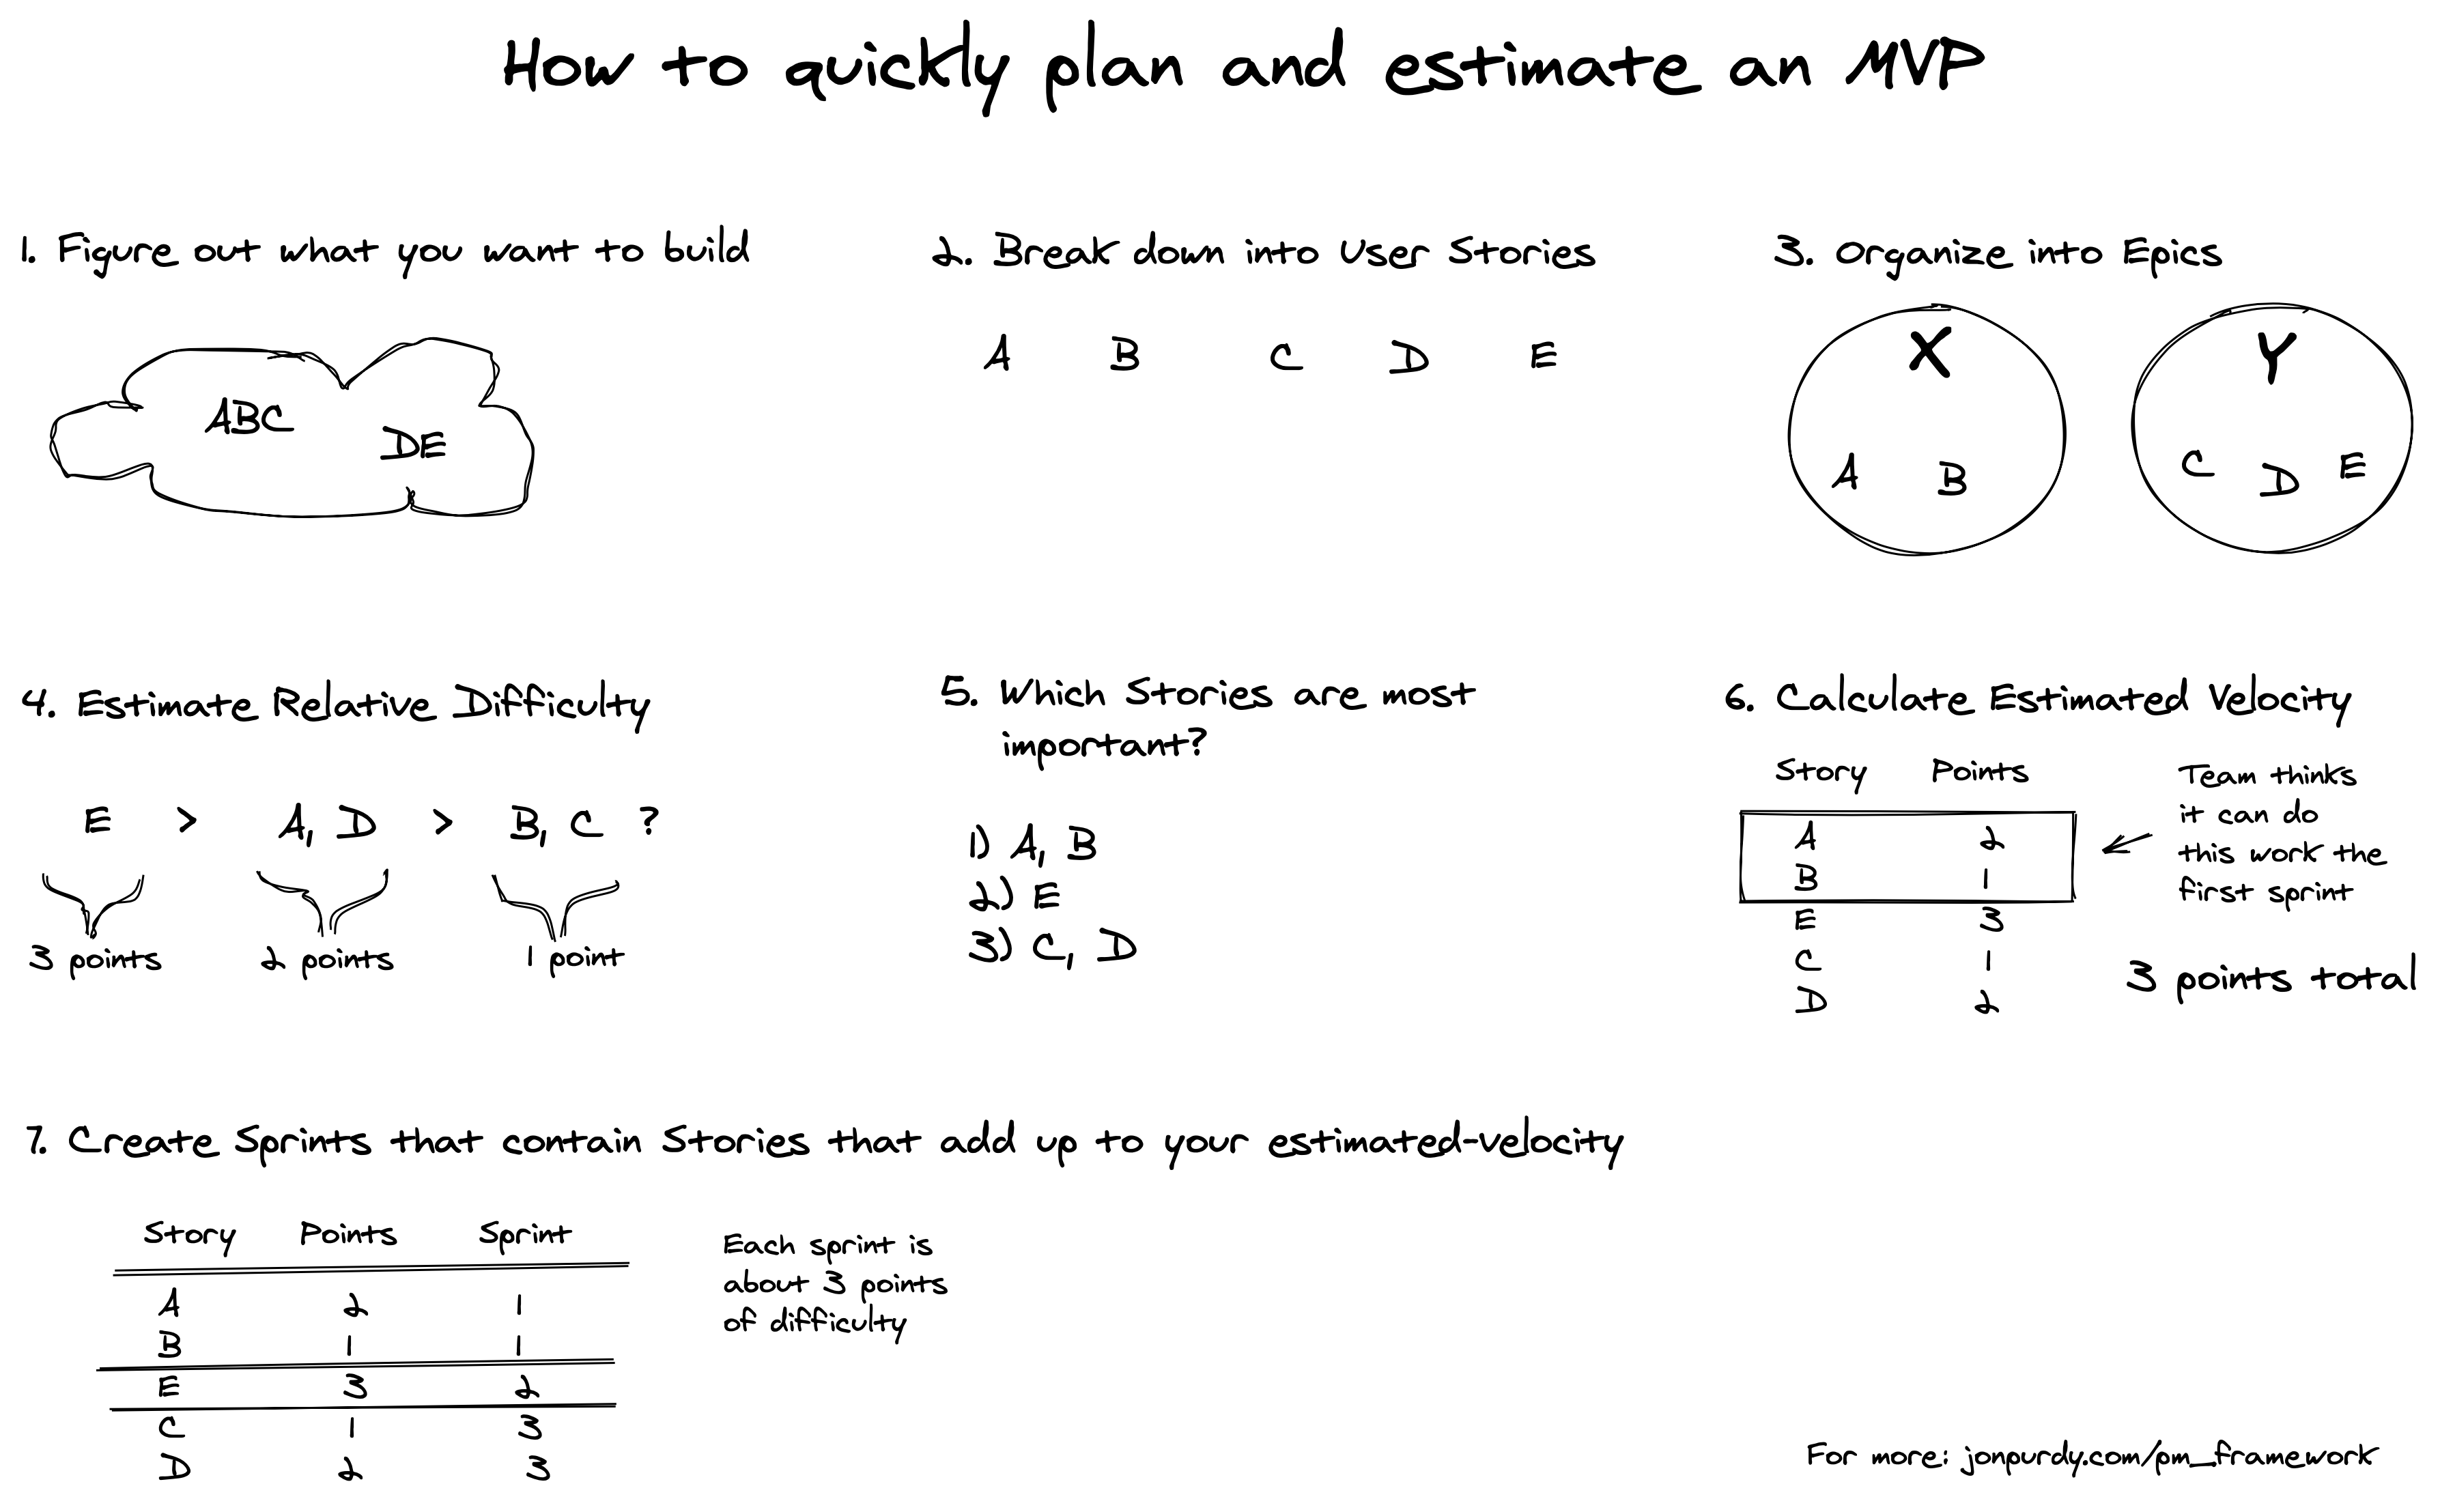 How to quickly plan and estimate an MVP
1. Figure out what you want to build
ABC
DE
2. Break down into User Stories
A B C D E
3. Organize into Epics
X
A B
Y
C D E
4. Estimate Relative Difficulty
E > A, D > B, C ?
3 points 2 points 1 point
5. Which Stories are most
important?
1) A, B
2) E
3) C, D
6. Calculate Estimated Velocity
Story Points
A 2
B 1
E 3
C 1
D 2
Team thinks
it can do
this work the
first sprint
3 points total
7. Create Sprints that contain Stories that add up to your estimated-velocity
Story Points Sprint
A 2 1
B 1 1
E 3 2
C 1 3
D 2 3
Each sprint is
about 3 points
of difficulty
For more: jonpurdy.com/pm_framework